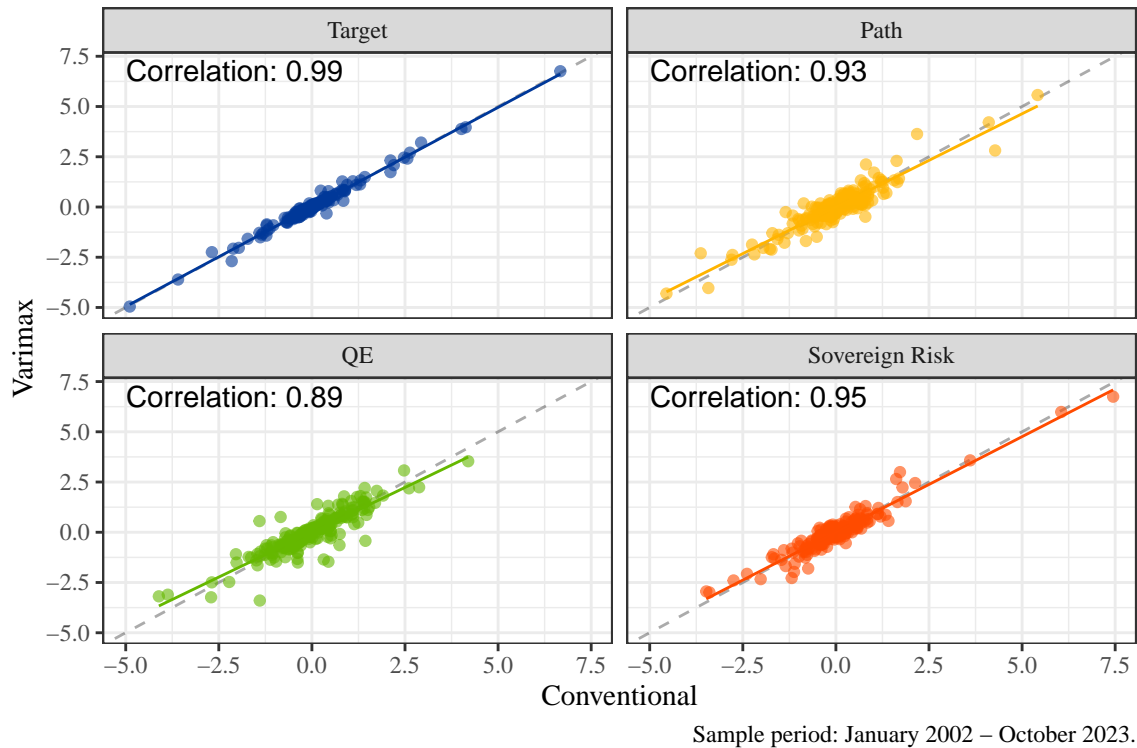 Target
Path
Correlation: 0.99
Correlation: 0.93
7.5
5.0
2.5
0.0
−2.5
−5.0
QE
Sovereign Risk
Correlation: 0.89
Correlation: 0.95
7.5
5.0
2.5
0.0
−2.5
−5.0
Varimax
−5.0 −2.5 0.0 2.5 5.0 7.5
−5.0 −2.5 0.0 2.5 5.0 7.5
Conventional
Sample period: January 2002 – October 2023.